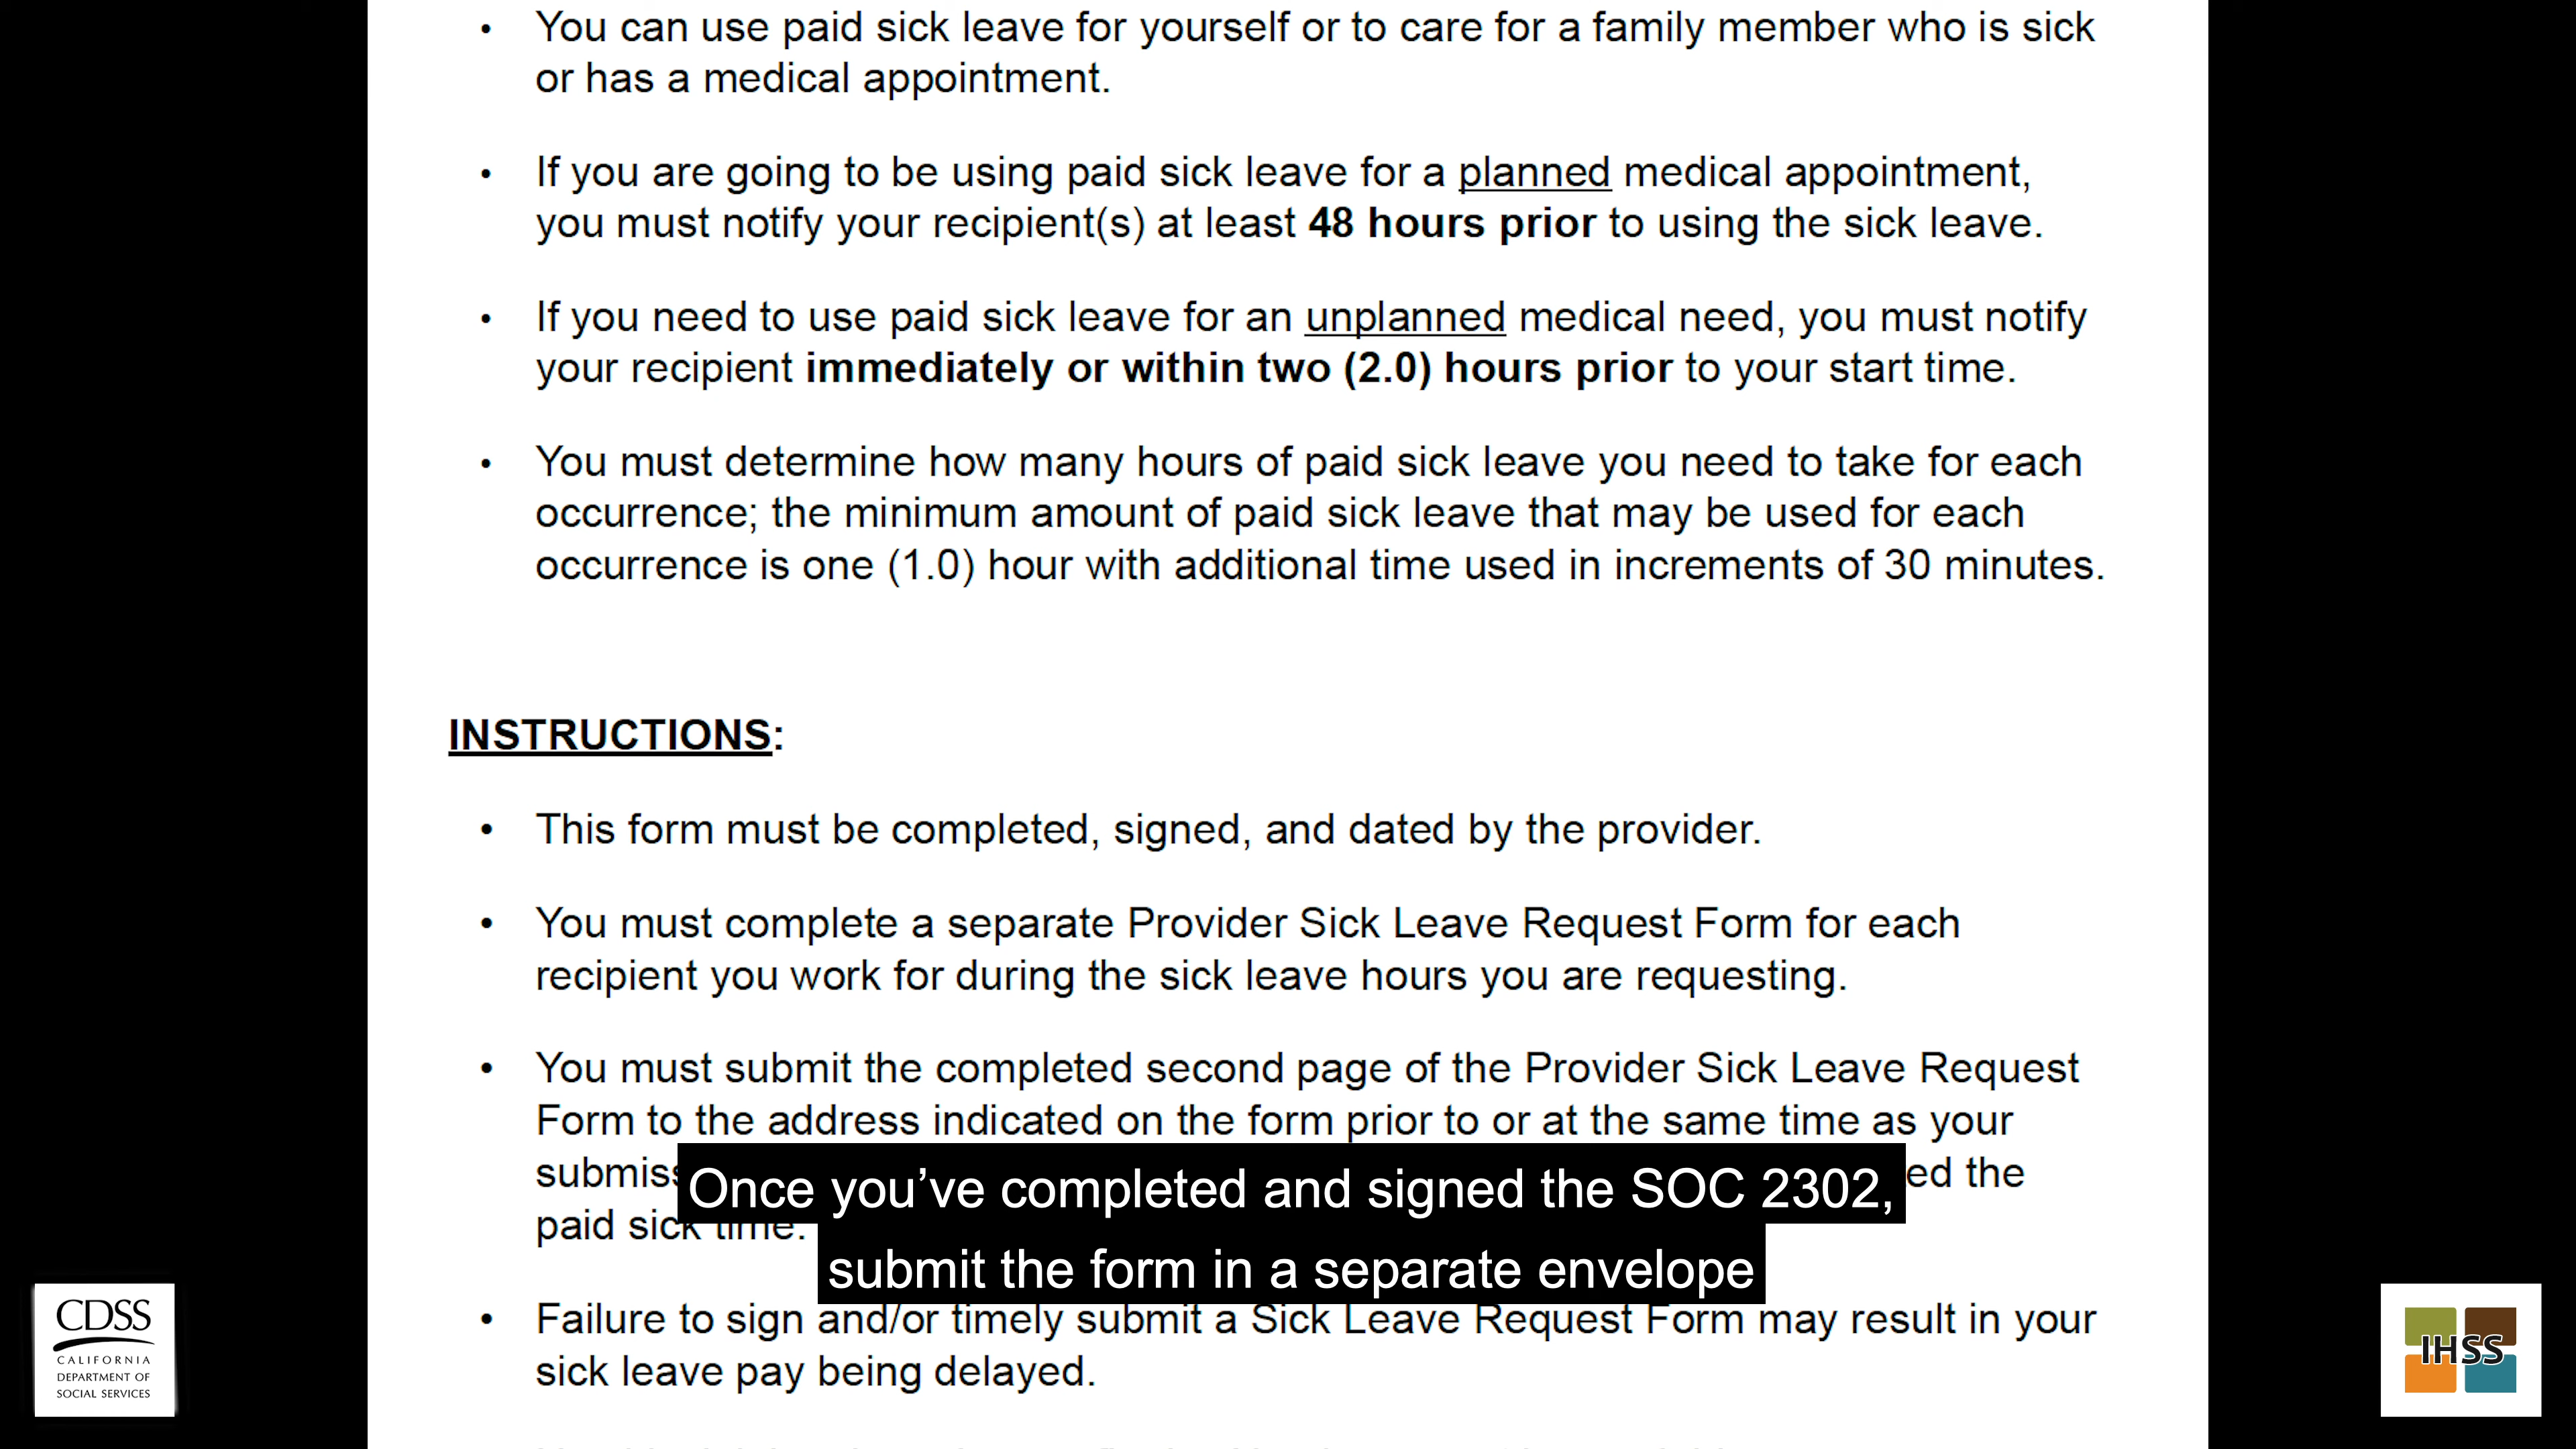 • You can use paid sick leave for yourself or to care for a family member who is sick
or has a medical appointment.
• If you are going to be using paid sick leave for a planned medical appointment,
you must notify your recipient(s) at least 48 hours prior to using the sick leave.
• If you need to use paid sick leave for an unplanned medical need, you must notify
your recipient immediately or within two (2.0) hours prior to your start time.
• You must determine how many hours of paid sick leave you need to take for each
occurrence; the minimum amount of paid sick leave that may be used for each
occurrence is one (1.0) hour with additional time used in increments of 30 minutes.
INSTRUCTIONS:
• This form must be completed, signed, and dated by the provider.
• You must complete a separate Provider Sick Leave Request Form for each
recipient you work for during the sick leave hours you are requesting.
• You must submit the completed second page of the Provider Sick Leave Request
Form to the address indicated on the form prior to or at the same time as your
the
paid sick time.
Once you’ve completed and signed the SOC 2302,
submit the form in a separate envelope
• Failure to sign and/or timely submit a Sick Leave Request Form may result in your
sick leave pay being delayed.
CDSS
CALIFORNIA
DEPARTMENT OF
SOCIAL SERVICES
IHSS